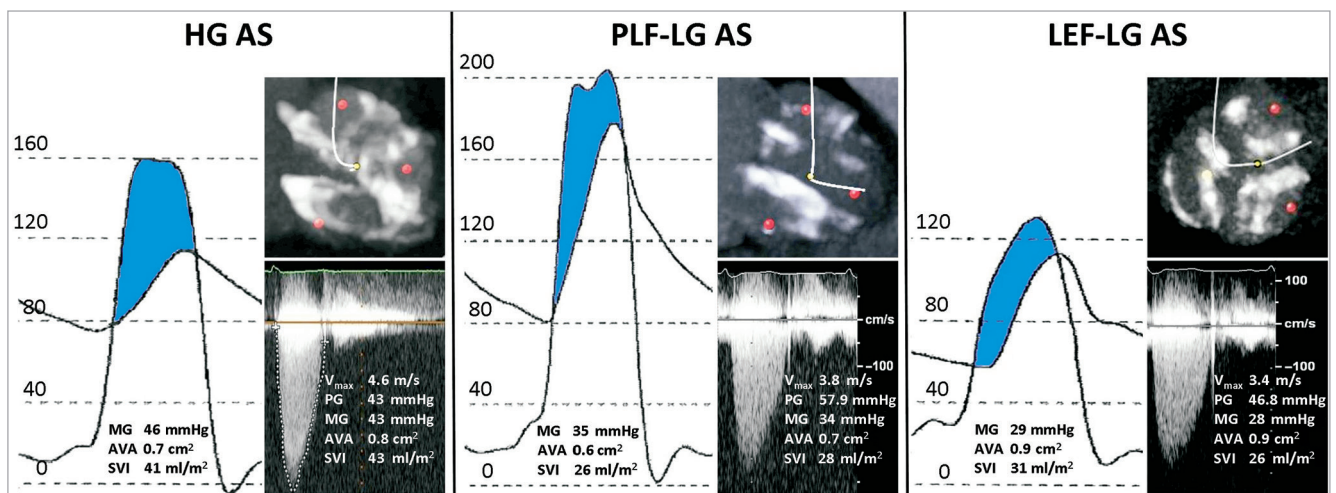 HG AS
160
120
80
40
0
MG 46 mmHg
AVA 0.7 cm²
SVI 41 ml/m²
Vmax 4.6 m/s
PG 43 mmHg
MG 43 mmHg
AVA 0.8 cm²
SVI 43 ml/m²
PLF-LG AS
200
160
120
80
40
0
MG 35 mmHg
AVA 0.6 cm²
SVI 26 ml/m²
cm/s
-100
Vmax 3.8 m/s
PG 57.9 mmHg
MG 34 mmHg
AVA 0.7 cm²
SVI 28 ml/m²
LEF-LG AS
120
80
40
0
MG 29 mmHg
AVA 0.9 cm²
SVI 31 ml/m²
100
cm/s
-100
Vmax 3.4 m/s
PG 46.8 mmHg
MG 28 mmHg
AVA 0.9 cm²
SVI 26 ml/m²